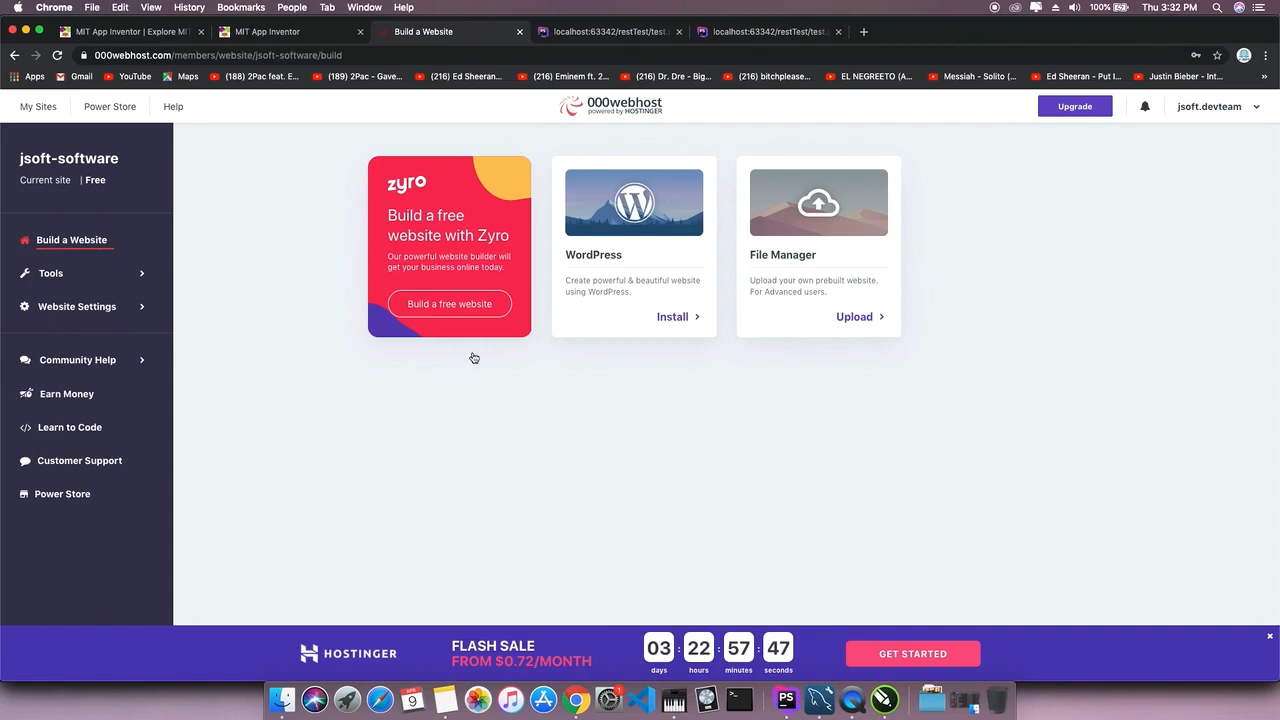 Chrome File Edit View History Bookmarks People Tab Window Help 100% Thu 3:32 PM
MIT App Inventor | Explore MIT
MIT App Inventor
Build a Website
localhost:63342/restTest/test.
localhost:63342/restTest/test.
000webhost.com/members/website/jsoft-software/build
Apps Gmail YouTube Maps (188) 2Pac feat. E... (189) 2Pac - Gave... (216) Ed Sheeran... (216) Eminem ft. 2... (216) Dr. Dre - Big... (216) bitchplease... EL NEGREETO (A... Messiah - Solito (... Ed Sheeran - Put I... Justin Bieber - Int...
My Sites Power Store Help
000webhost
powered by HOSTINGER
Upgrade
jsoft.devteam
jsoft-software
Current site | Free
Build a Website
Tools
Website Settings
Community Help
Earn Money
Learn to Code
Customer Support
Power Store
zyro
Build a free
website with Zyro
Our powerful website builder will
get your business online today.
Build a free website
WordPress
Create powerful & beautiful website
using WordPress.
Install
File Manager
Upload your own prebuilt website.
For Advanced users.
Upload
HOSTINGER
FLASH SALE
FROM $0.72/MONTH
03 : 22 : 57 : 47
days hours minutes seconds
GET STARTED
APR
9
1
PS